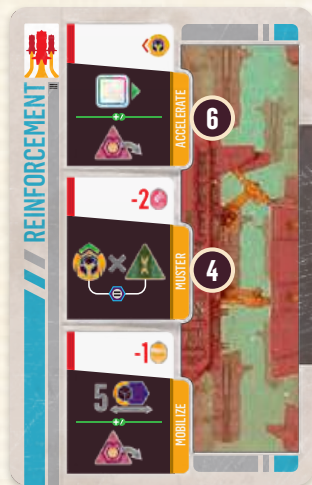 REINFORCEMENT
MOBILIZE
-1
5
+/
MUSTER
-2
4
ACCELERATE
+/
6